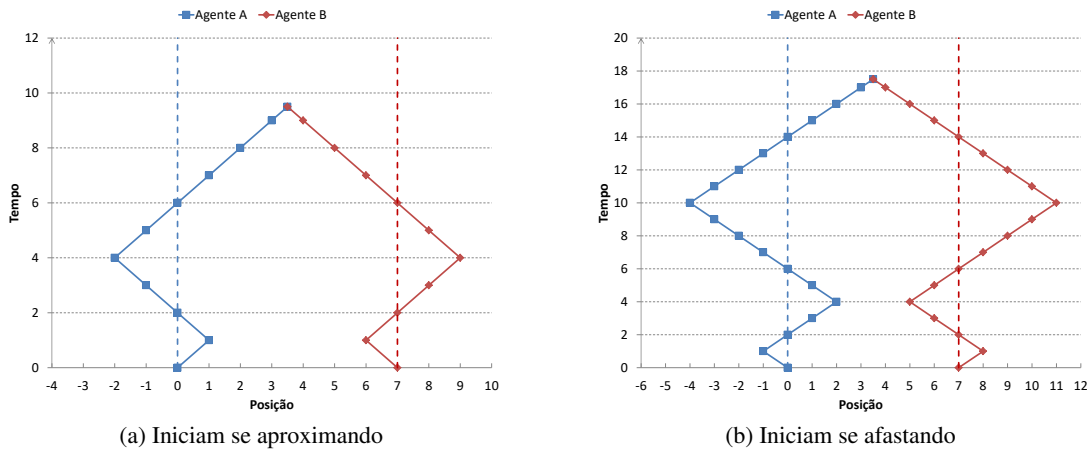 Agente A Agente B
12
10
8
6
4
2
0
Tempo
-4 -3 -2 -1 0 1 2 3 4 5 6 7 8 9 10
Posição
(a) Iniciam se aproximando
Agente A Agente B
20
18
16
14
12
10
8
6
4
2
0
Tempo
-6 -5 -4 -3 -2 -1 0 1 2 3 4 5 6 7 8 9 10 11 12
Posição
(b) Iniciam se afastando